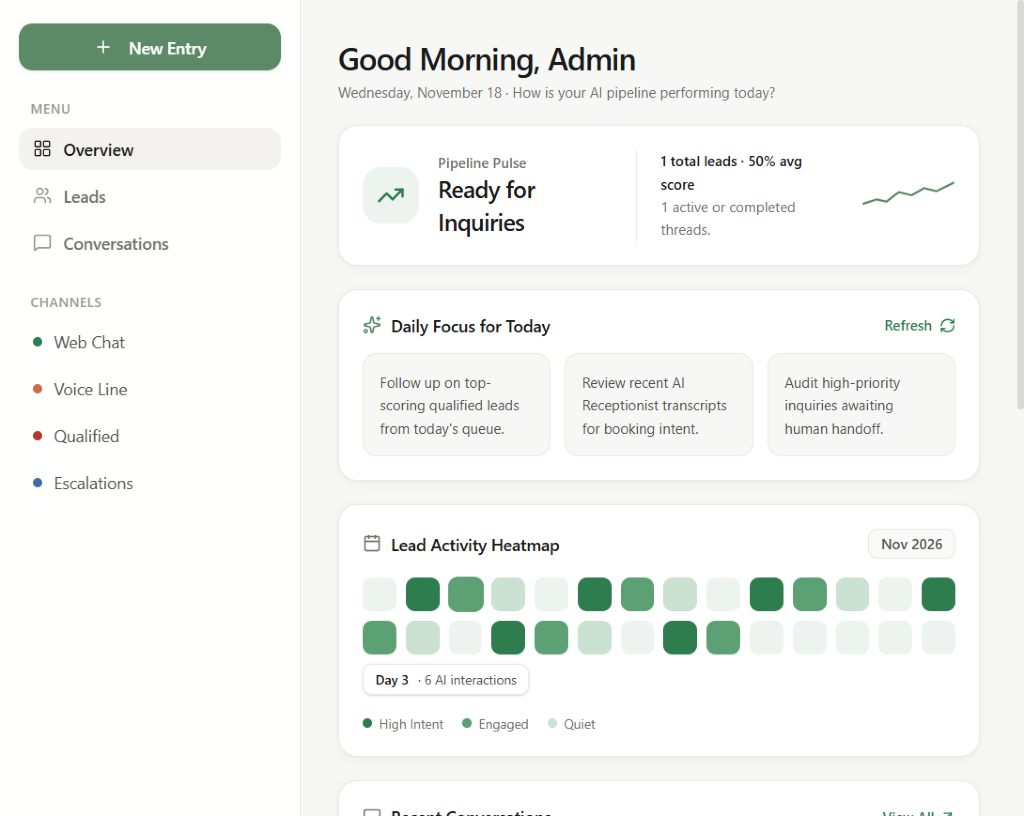 New Entry
MENU
Overview
Leads
Conversations
CHANNELS
Web Chat
Voice Line
Qualified
Escalations
Good Morning, Admin
Wednesday, November 18 · How is your AI pipeline performing today?
Pipeline Pulse
Ready for
Inquiries
1 total leads · 50% avg
score
1 active or completed
threads.
Daily Focus for Today
Refresh
Follow up on top-
scoring qualified leads
from today's queue.
Review recent AI
Receptionist transcripts
for booking intent.
Audit high-priority
inquiries awaiting
human handoff.
Lead Activity Heatmap
Nov 2026
Day 3 · 6 AI interactions
High Intent
Engaged
Quiet
Recent Conversations
View All